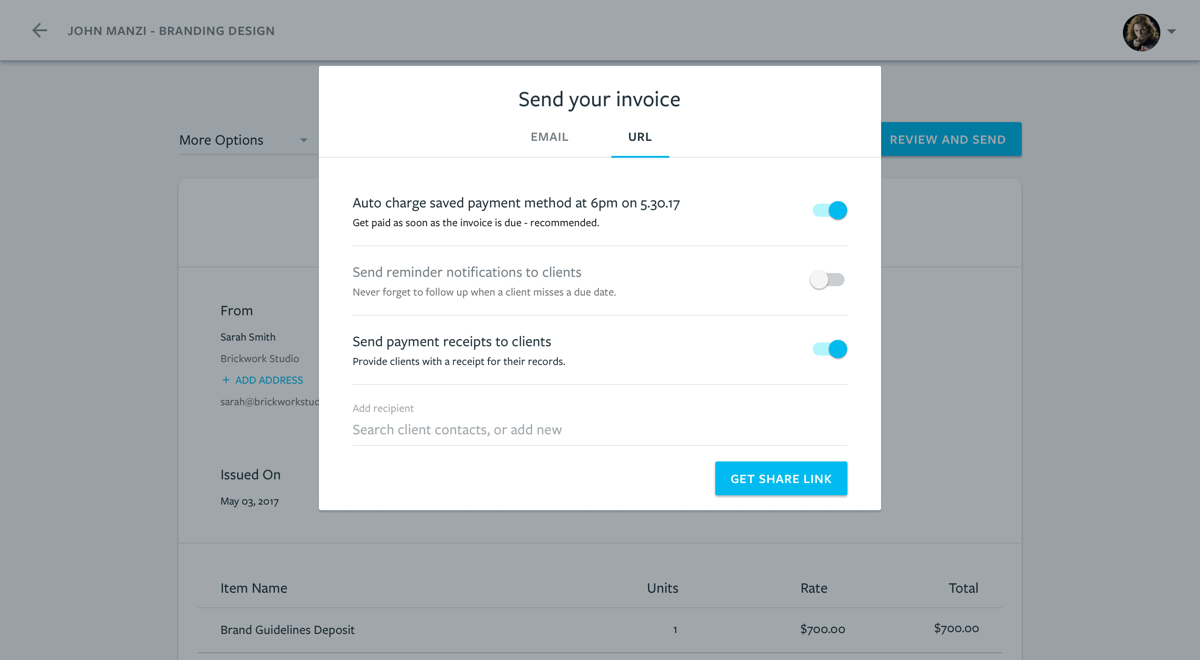 JOHN MANZI - BRANDING DESIGN
Send your invoice
EMAIL
URL
More Options
REVIEW AND SEND
Auto charge saved payment method at 6pm on 5.30.17
Get paid as soon as the invoice is due - recommended.
Send reminder notifications to clients
Never forget to follow up when a client misses a due date.
Send payment receipts to clients
Provide clients with a receipt for their records.
Add recipient
Search client contacts, or add new
GET SHARE LINK
From
Sarah Smith
Brickwork Studio
+ ADD ADDRESS
sarah@brickworkstud
Issued On
May 03, 2017
Item Name Units Rate Total
Brand Guidelines Deposit 1 $700.00 $700.00